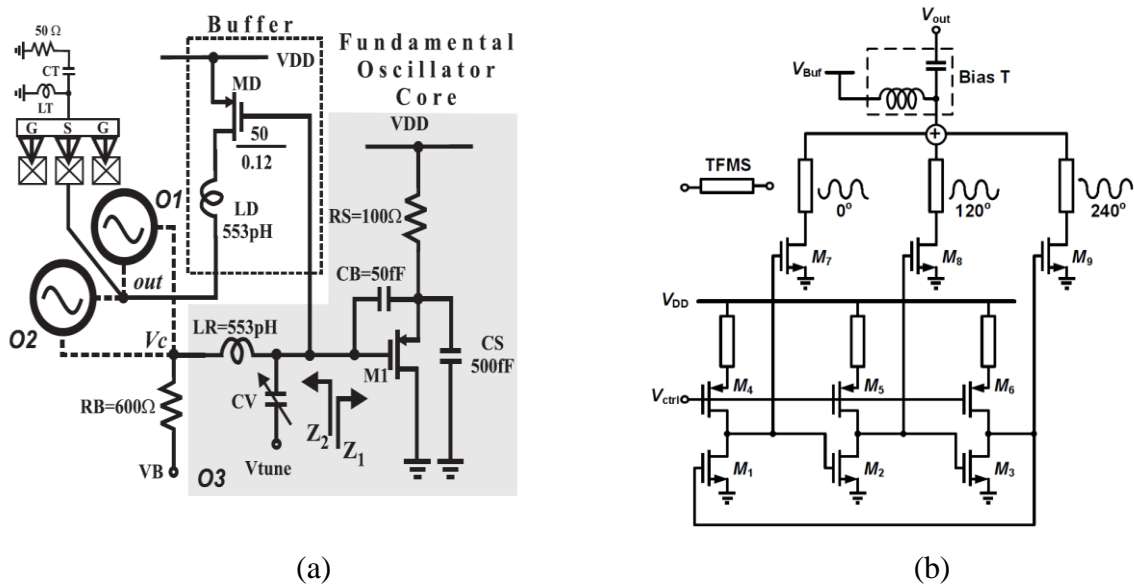 Buffer
50 Ω
CT
LT
G S G
VDD
MD
50
0.12
LD
553pH
Fundamental
Oscillator
Core
VDD
RS=100Ω
CB=50fF
O1
O2
out
Vc
LR=553pH
M1
CS
500fF
RB=600Ω
CV
Z2
Z1
VB
O3
Vtune
(a)
Vout
VBuf
Bias T
+
TFMS
0°
120°
240°
M7
M8
M9
VDD
M4
M5
M6
Vctrl
M1
M2
M3
(b)